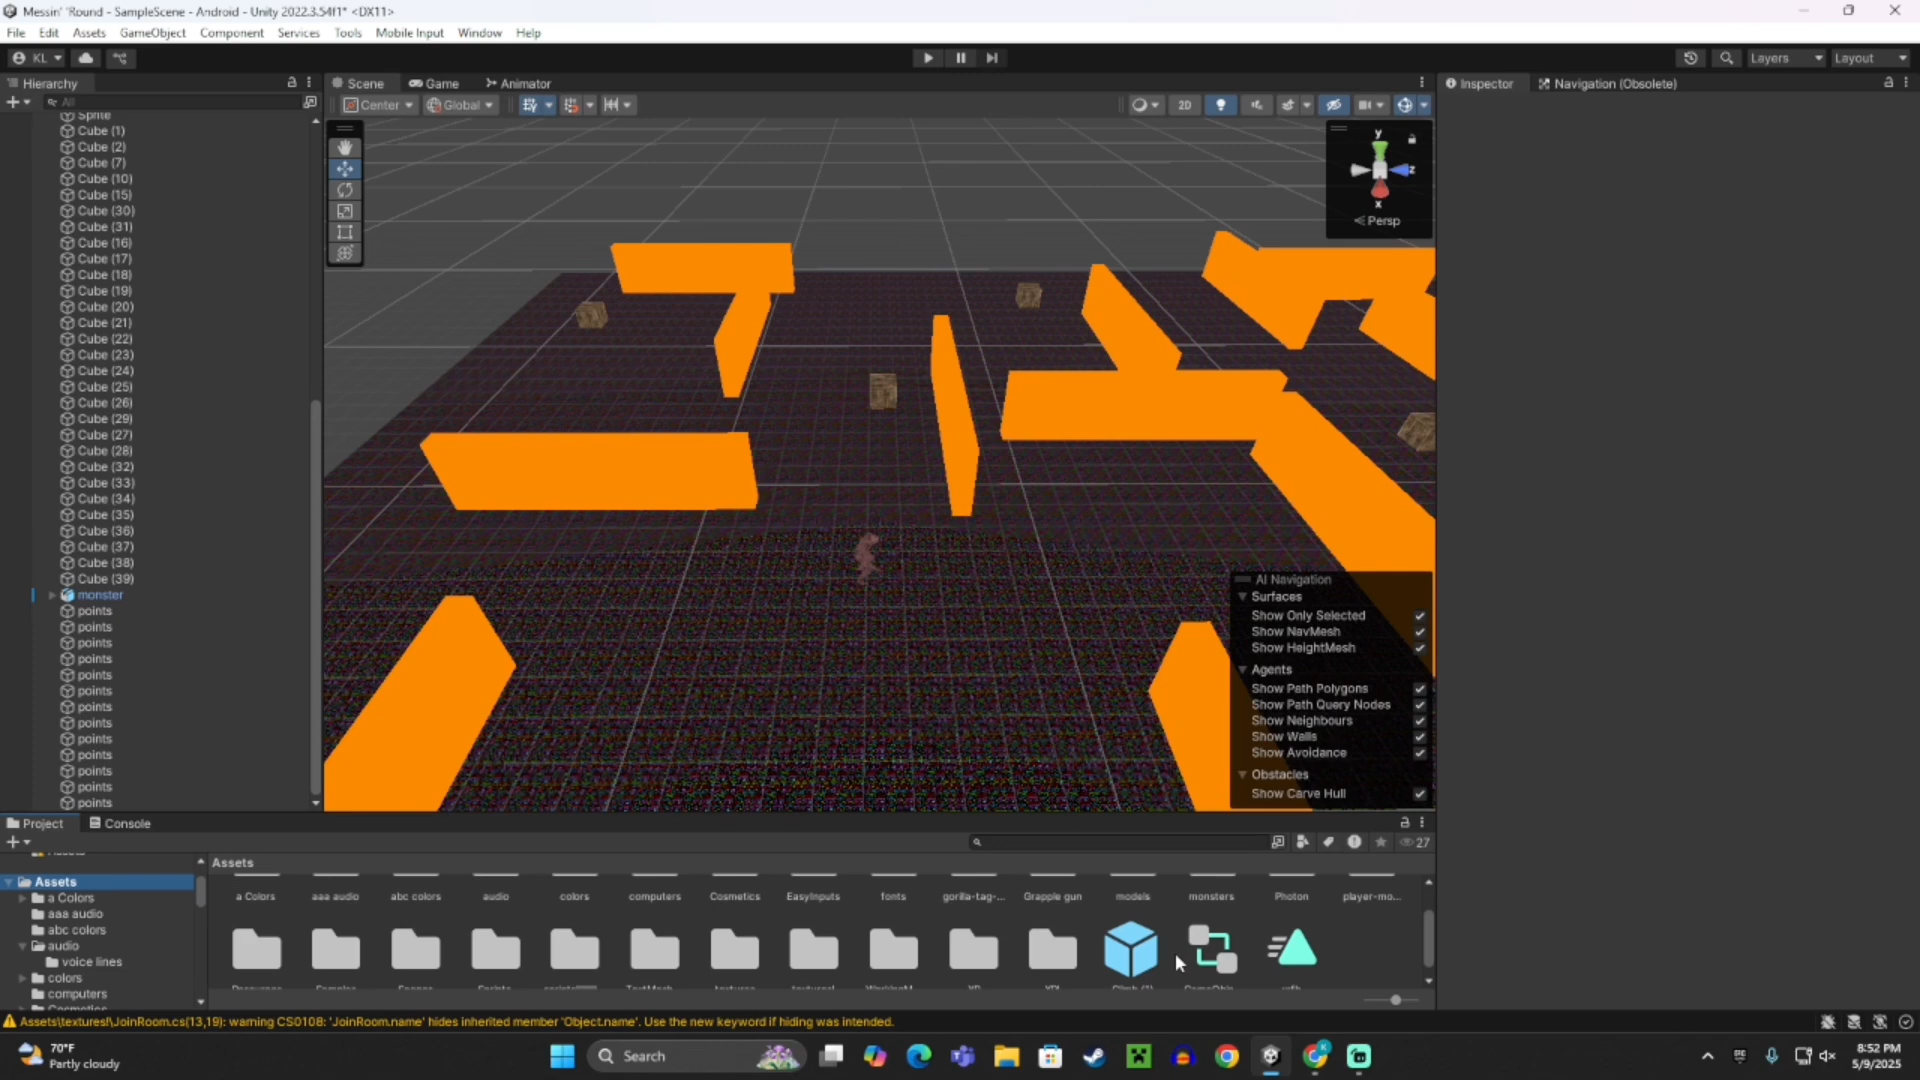 Messin' 'Round - SampleScene - Android - Unity 2022.3.54f1* <DX11>
File Edit Assets GameObject Component Services Tools Mobile Input Window Help
KL Layers Layout
Hierarchy Scene Game Animator Inspector Navigation (Obsolete)
All Center Global 2D
Sprite
Cube (1)
Cube (2)
Cube (7)
Cube (10)
Cube (15)
Cube (30)
Cube (31)
Cube (16)
Cube (17)
Cube (18)
Cube (19)
Cube (20)
Cube (21)
Cube (22)
Cube (23)
Cube (24)
Cube (25)
Cube (26)
Cube (29)
Cube (27)
Cube (28)
Cube (32)
Cube (33)
Cube (34)
Cube (35)
Cube (36)
Cube (37)
Cube (38)
Cube (39)
monster
points
points
points
points
points
points
points
points
points
points
points
points
points
y
z
x
Persp
AI Navigation
Surfaces
Show Only Selected
Show NavMesh
Show HeightMesh
Agents
Show Path Polygons
Show Path Query Nodes
Show Neighbours
Show Walls
Show Avoidance
Obstacles
Show Carve Hull
Project Console
27
Assets
a Colors
aaa audio
abc colors
audio
voice lines
colors
computers
Assets
a Colors aaa audio abc colors audio colors computers Cosmetics EasyInputs fonts gorilla-tag-... Grapple gun models monsters Photon player-mo...
Assets\textures!\JoinRoom.cs(13,19): warning CS0108: 'JoinRoom.name' hides inherited member 'Object.name'. Use the new keyword if hiding was intended.
70°F
Partly cloudy
Search
8:52 PM
5/9/2025